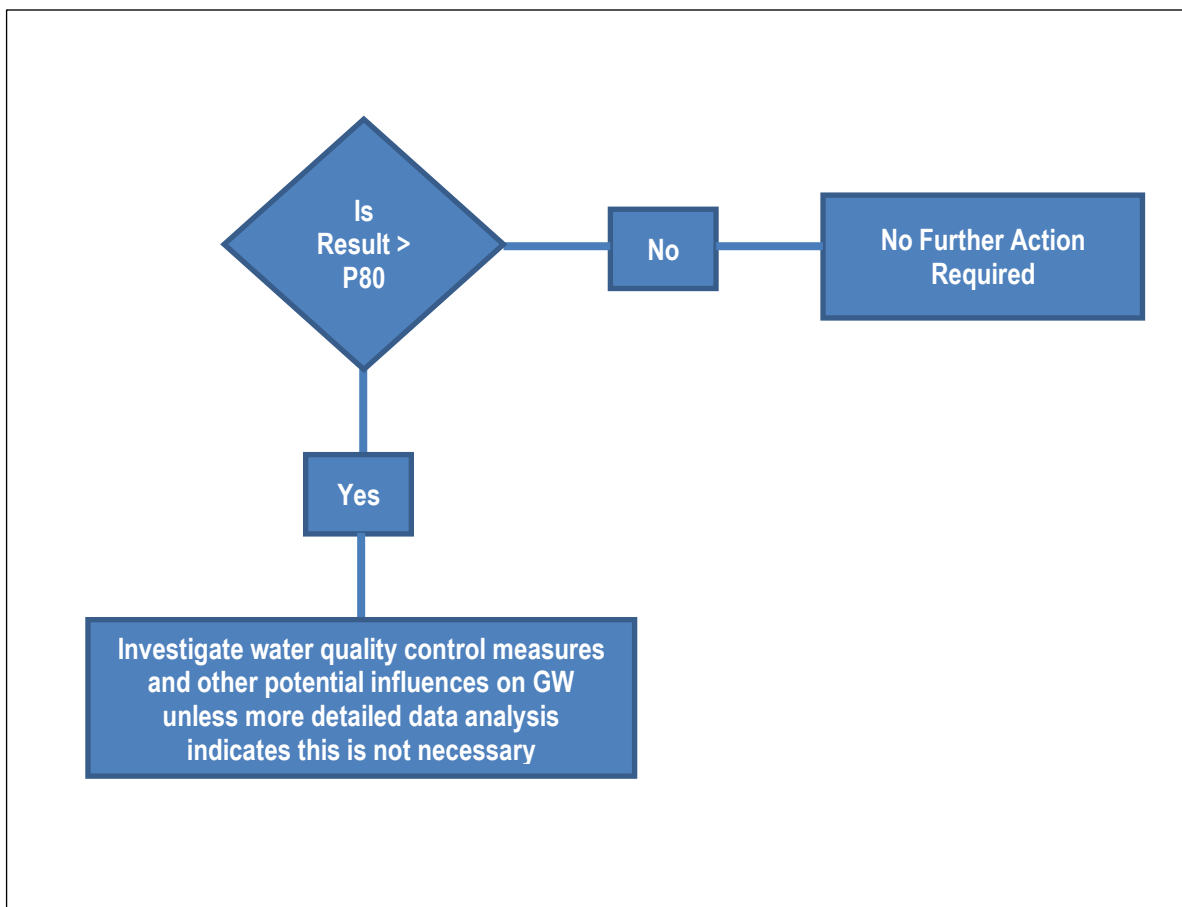 Is
Result >
P80
No
No Further Action
Required
Yes
Investigate water quality control measures
and other potential influences on GW
unless more detailed data analysis
indicates this is not necessary